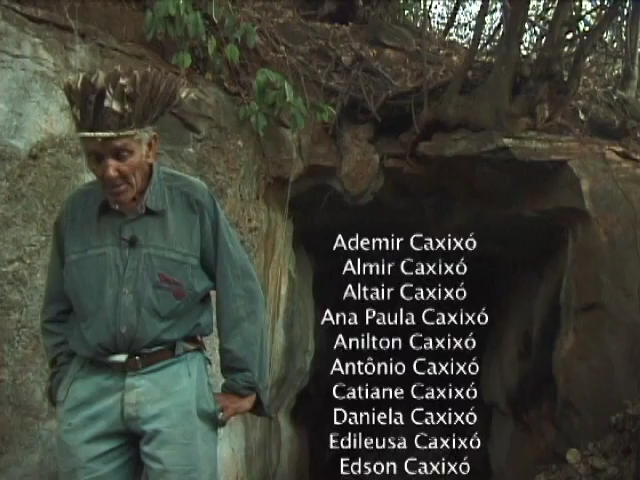 Ademir Caxixó
Almir Caxixó
Altair Caxixó
Ana Paula Caxixó
Anilton Caxixó
Antônio Caxixó
Catiane Caxixó
Daniela Caxixó
Edileusa Caxixó
Edson Caxixó